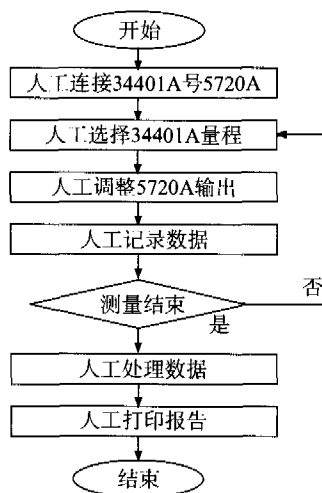 开始
人工连接34401A号5720A
人工选择34401A量程
人工调整5720A输出
人工记录数据
测量结束
否
是
人工处理数据
人工打印报告
结束